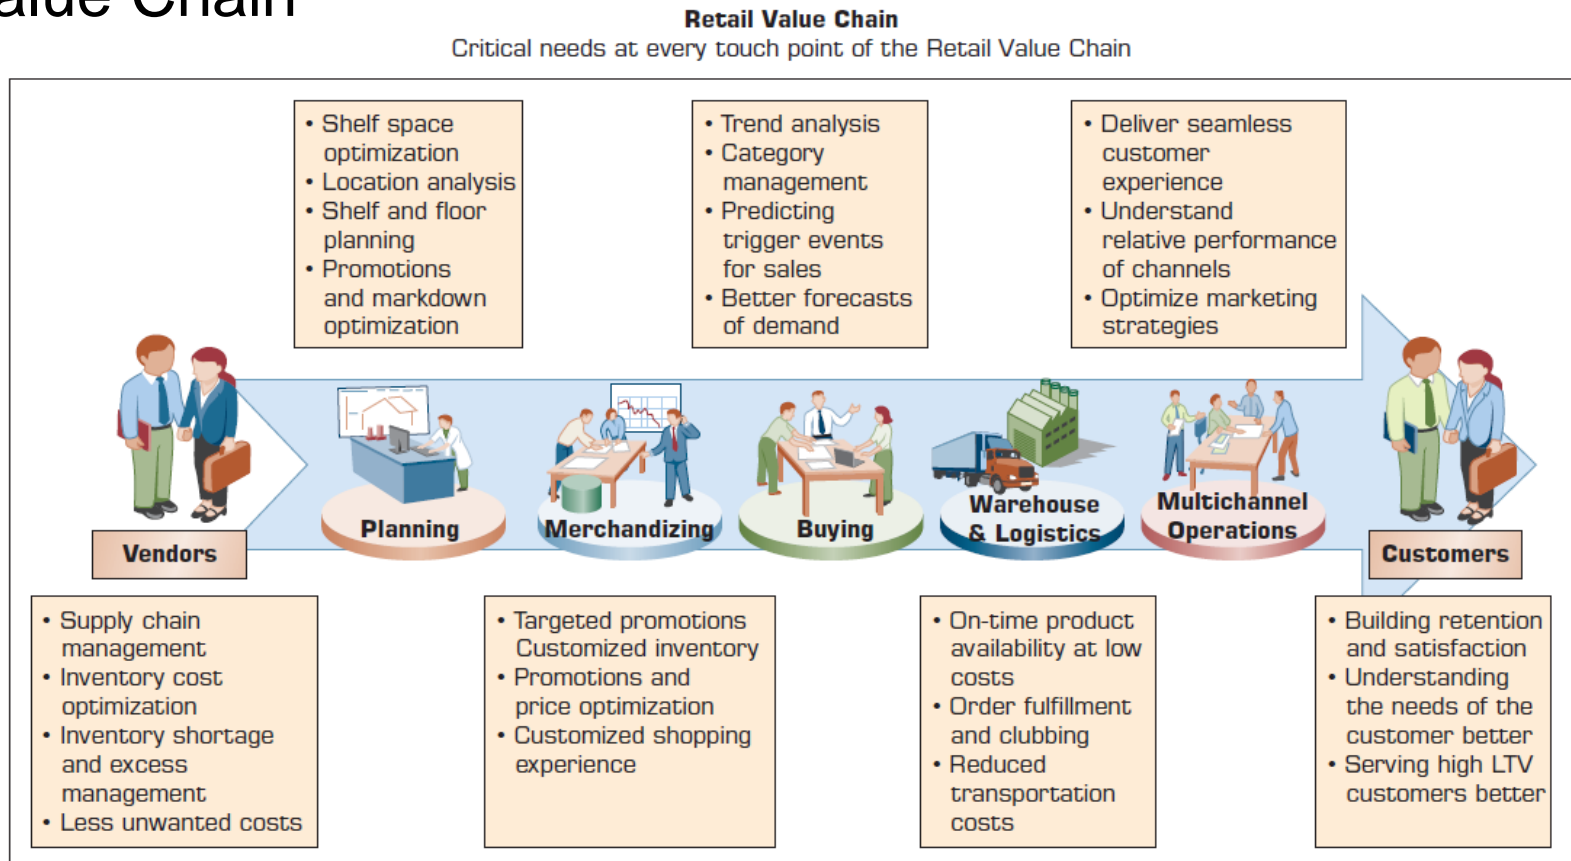 Value Chain
Retail Value Chain
Critical needs at every touch point of the Retail Value Chain
• Shelf space
optimization
• Location analysis
• Shelf and floor
planning
• Promotions
and markdown
optimization
• Trend analysis
• Category
management
• Predicting
trigger events
for sales
• Better forecasts
of demand
• Deliver seamless
customer
experience
• Understand
relative performance
of channels
• Optimize marketing
strategies
Vendors
Planning
Merchandizing
Buying
Warehouse
& Logistics
Multichannel
Operations
Customers
• Supply chain
management
• Inventory cost
optimization
• Inventory shortage
and excess
management
• Less unwanted costs
• Targeted promotions
Customized inventory
• Promotions and
price optimization
• Customized shopping
experience
• On-time product
availability at low
costs
• Order fulfillment
and clubbing
• Reduced
transportation
costs
• Building retention
and satisfaction
• Understanding
the needs of the
customer better
• Serving high LTV
customers better